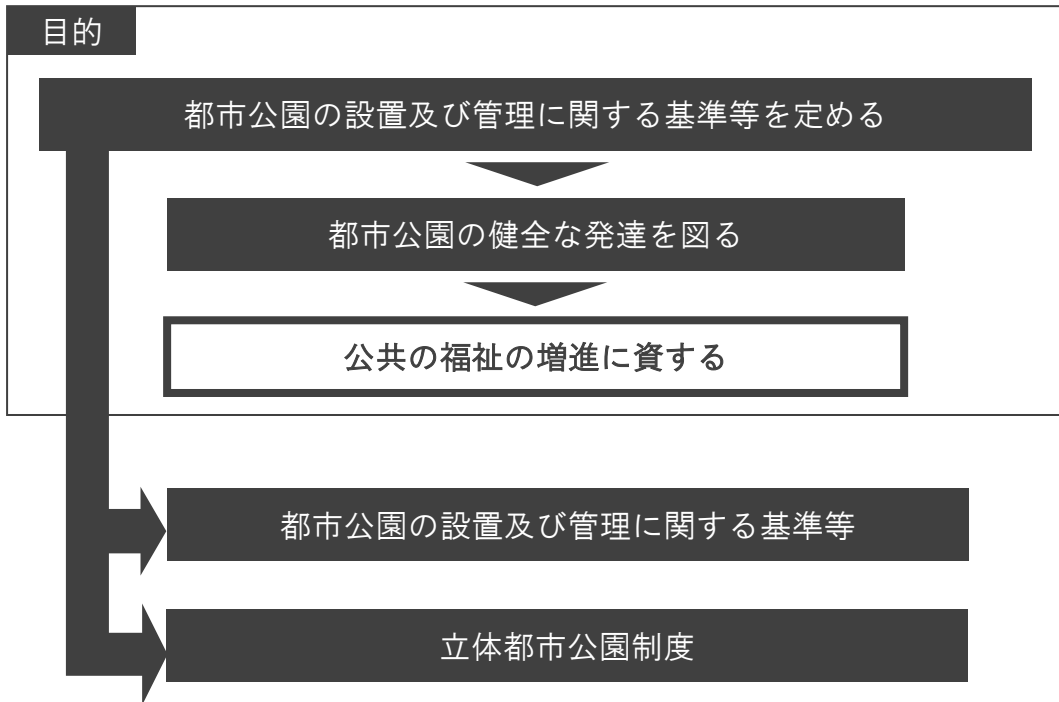 目的
都市公園の設置及び管理に関する基準等を定める
都市公園の健全な発達を図る
公共の福祉の増進に資する
都市公園の設置及び管理に関する基準等
立体都市公園制度